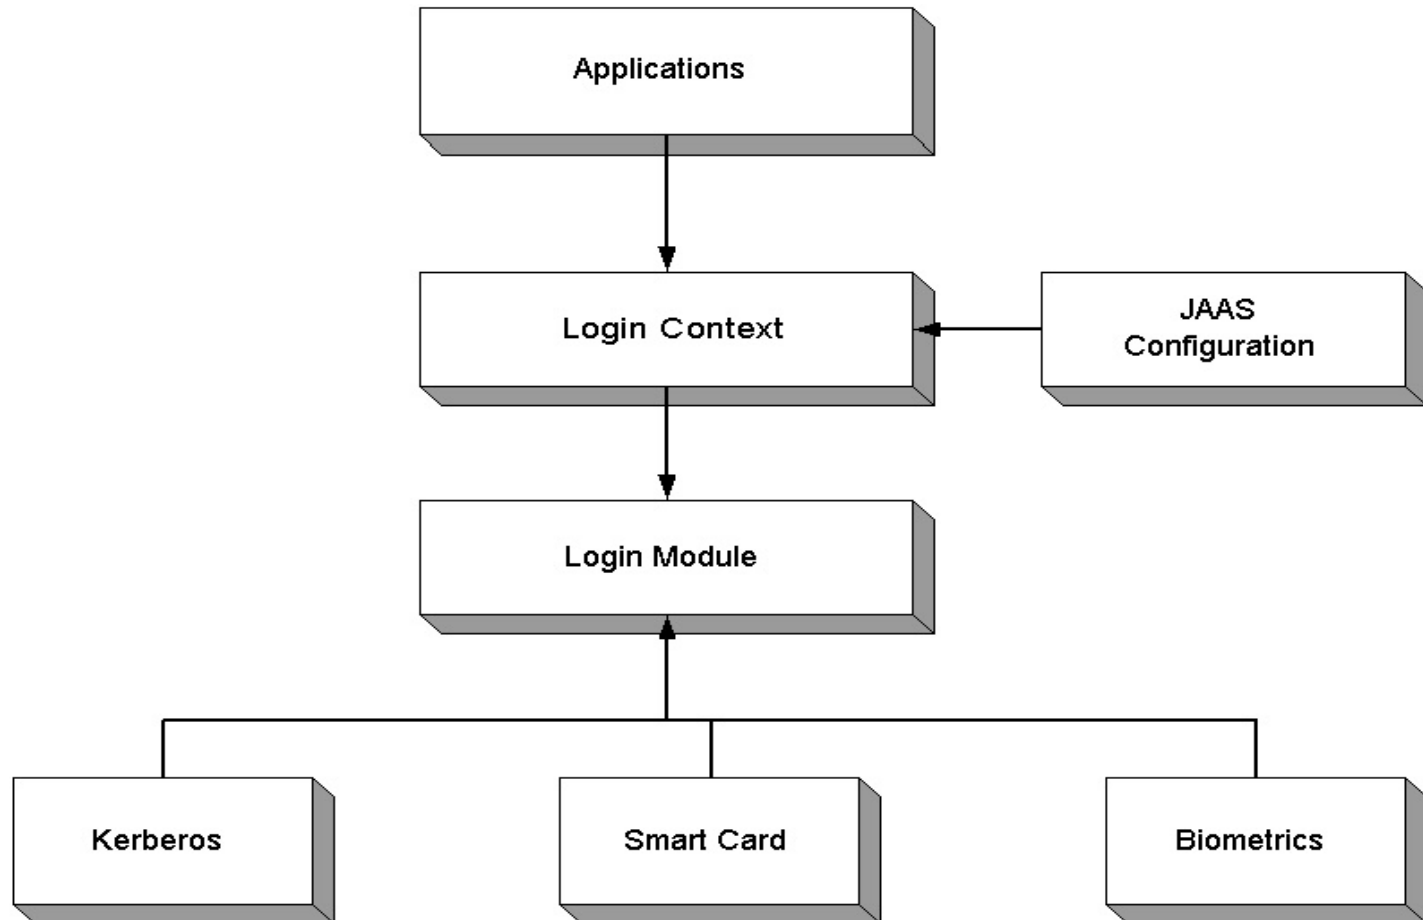 Applications
Login Context
JAAS
Configuration
Login Module
Kerberos
Smart Card
Biometrics